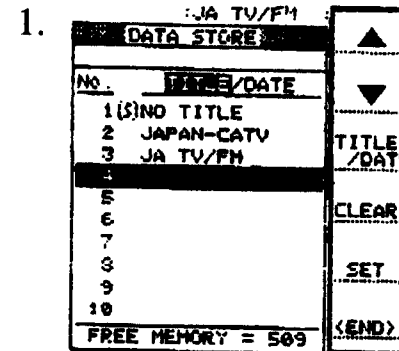 1.
:JA TV/FM
DATA STORE
No. TITLE/DATE
1(S)NO TITLE
2 JAPAN-CATV
3 JA TV/FM
4
5
6
7
8
9
10
FREE MEMORY = 509
▲
▼
TITLE
/DAT
CLEAR
SET
<END>